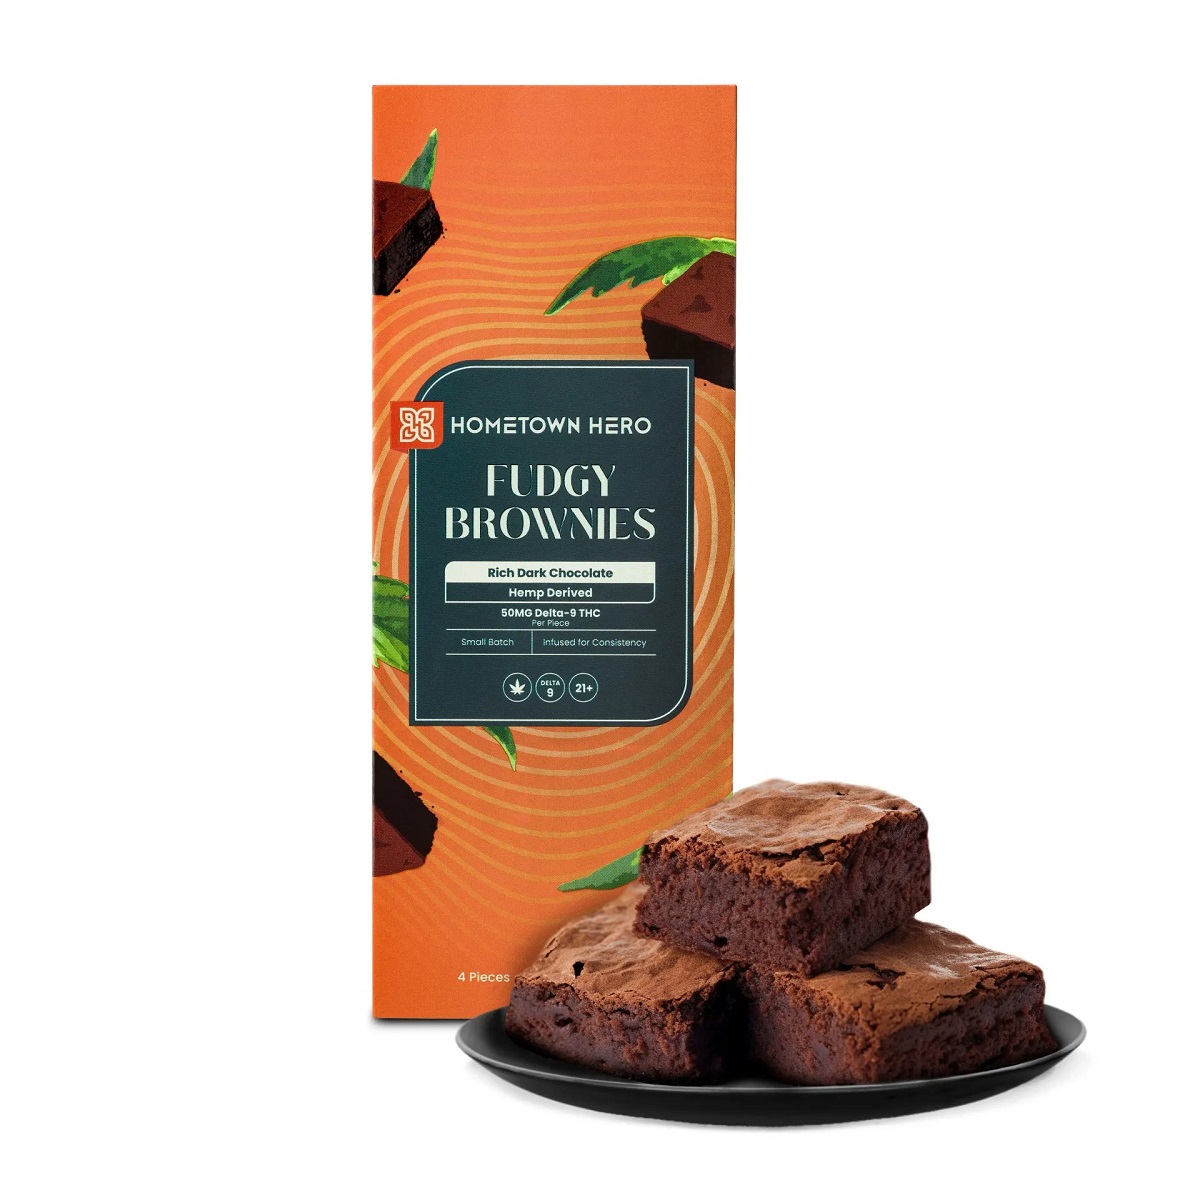 HOMETOWN HERO
FUDGY
BROWNIES
Rich Dark Chocolate
Hemp Derived
50MG Delta-9 THC
Per Piece
Small Batch
Infused for Consistency
DELTA
9
21+
4 Pieces